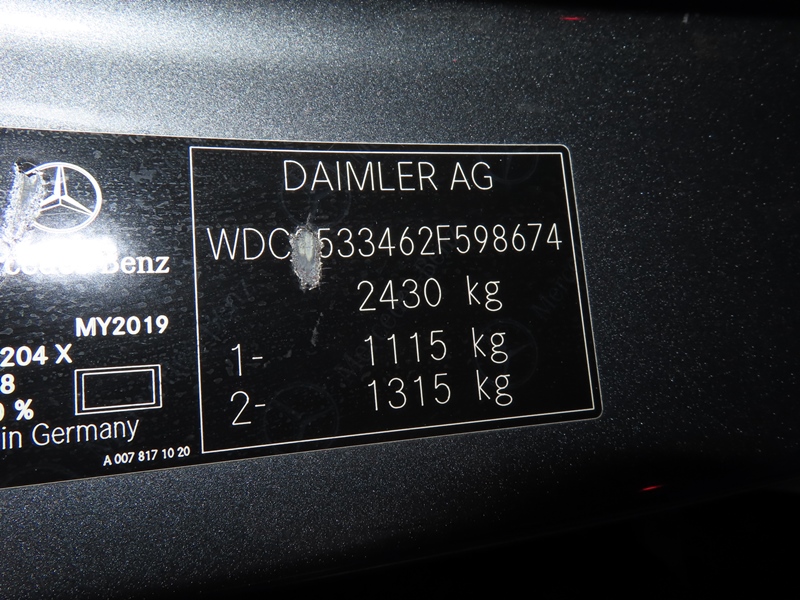 DAIMLER AG
533462F598674
2430 kg
1- 1115 kg
2- 1315 kg
Benz
MY2019
204 X
8
%
in Germany
A 007 817 10 20